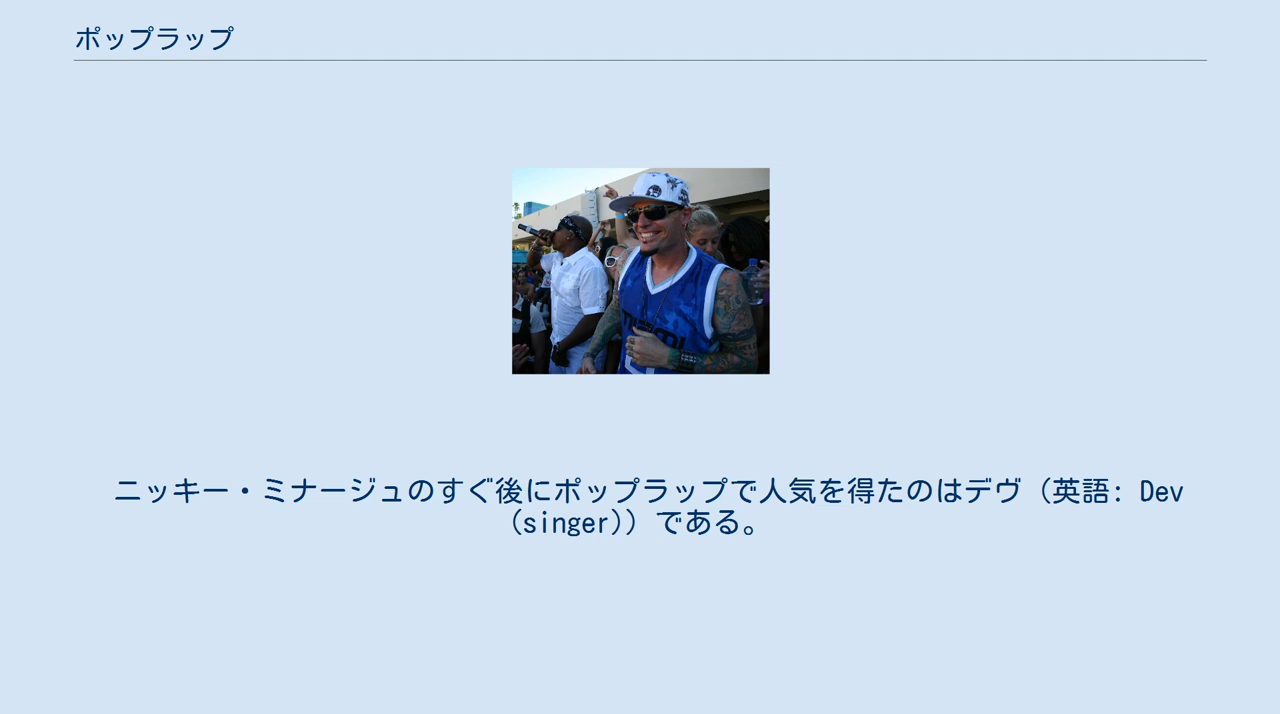 ポップラップ
ニッキー・ミナージュのすぐ後にポップラップで人気を得たのはデヴ（英語: Dev
(singer)）である。